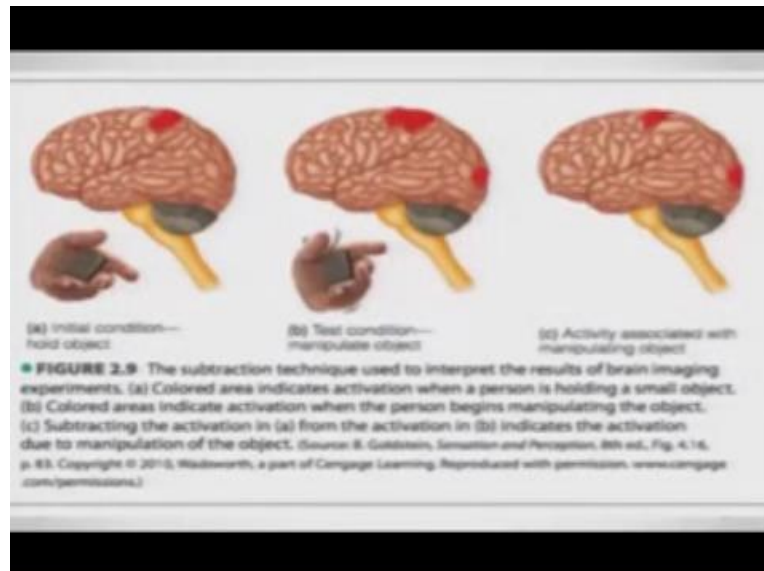 (a) Initial condition—
hold object
(b) Test condition—
manipulate object
(c) Activity associated with
manipulating object
• FIGURE 2.9 The subtraction technique used to interpret the results of brain imaging
experiments. (a) Colored area indicates activation when a person is holding a small object.
(b) Colored areas indicate activation when the person begins manipulating the object.
(c) Subtracting the activation in (a) from the activation in (b) indicates the activation
due to manipulation of the object. (Source: B. Goldstein, Sensation and Perception, 8th ed., Fig. 4.16,
p. 83. Copyright © 2010, Wadsworth, a part of Cengage Learning. Reproduced with permission. www.cengage
.com/permissions.)